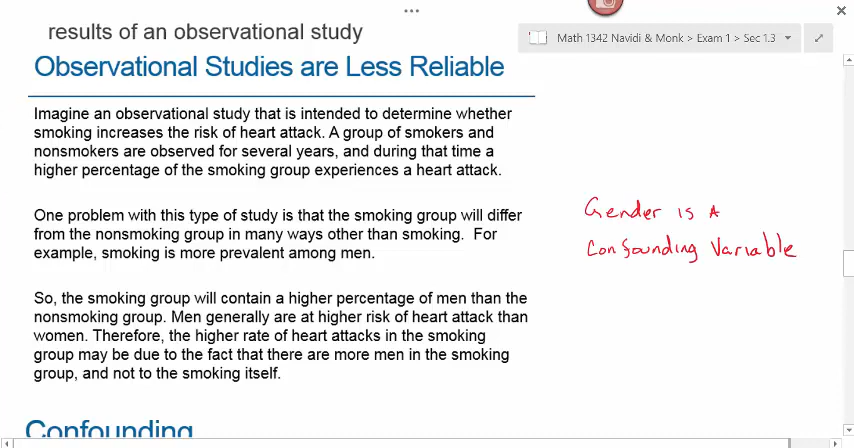 results of an observational study
Math 1342 Navidi & Monk > Exam 1 > Sec 1.3
Observational Studies are Less Reliable
Imagine an observational study that is intended to determine whether
smoking increases the risk of heart attack. A group of smokers and
nonsmokers are observed for several years, and during that time a
higher percentage of the smoking group experiences a heart attack.
One problem with this type of study is that the smoking group will differ
from the nonsmoking group in many ways other than smoking. For
example, smoking is more prevalent among men.
Gender is A
Confounding Variable
So, the smoking group will contain a higher percentage of men than the
nonsmoking group. Men generally are at higher risk of heart attack than
women. Therefore, the higher rate of heart attacks in the smoking
group may be due to the fact that there are more men in the smoking
group, and not to the smoking itself.
Confounding